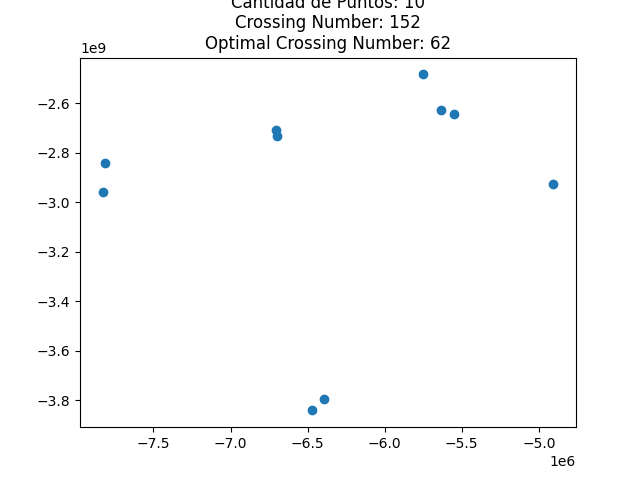 Cantidad de Puntos: 10
Crossing Number: 152
Optimal Crossing Number: 62
1e9
−2.6
−2.8
−3.0
−3.2
−3.4
−3.6
−3.8
−7.5 −7.0 −6.5 −6.0 −5.5 −5.0
1e6